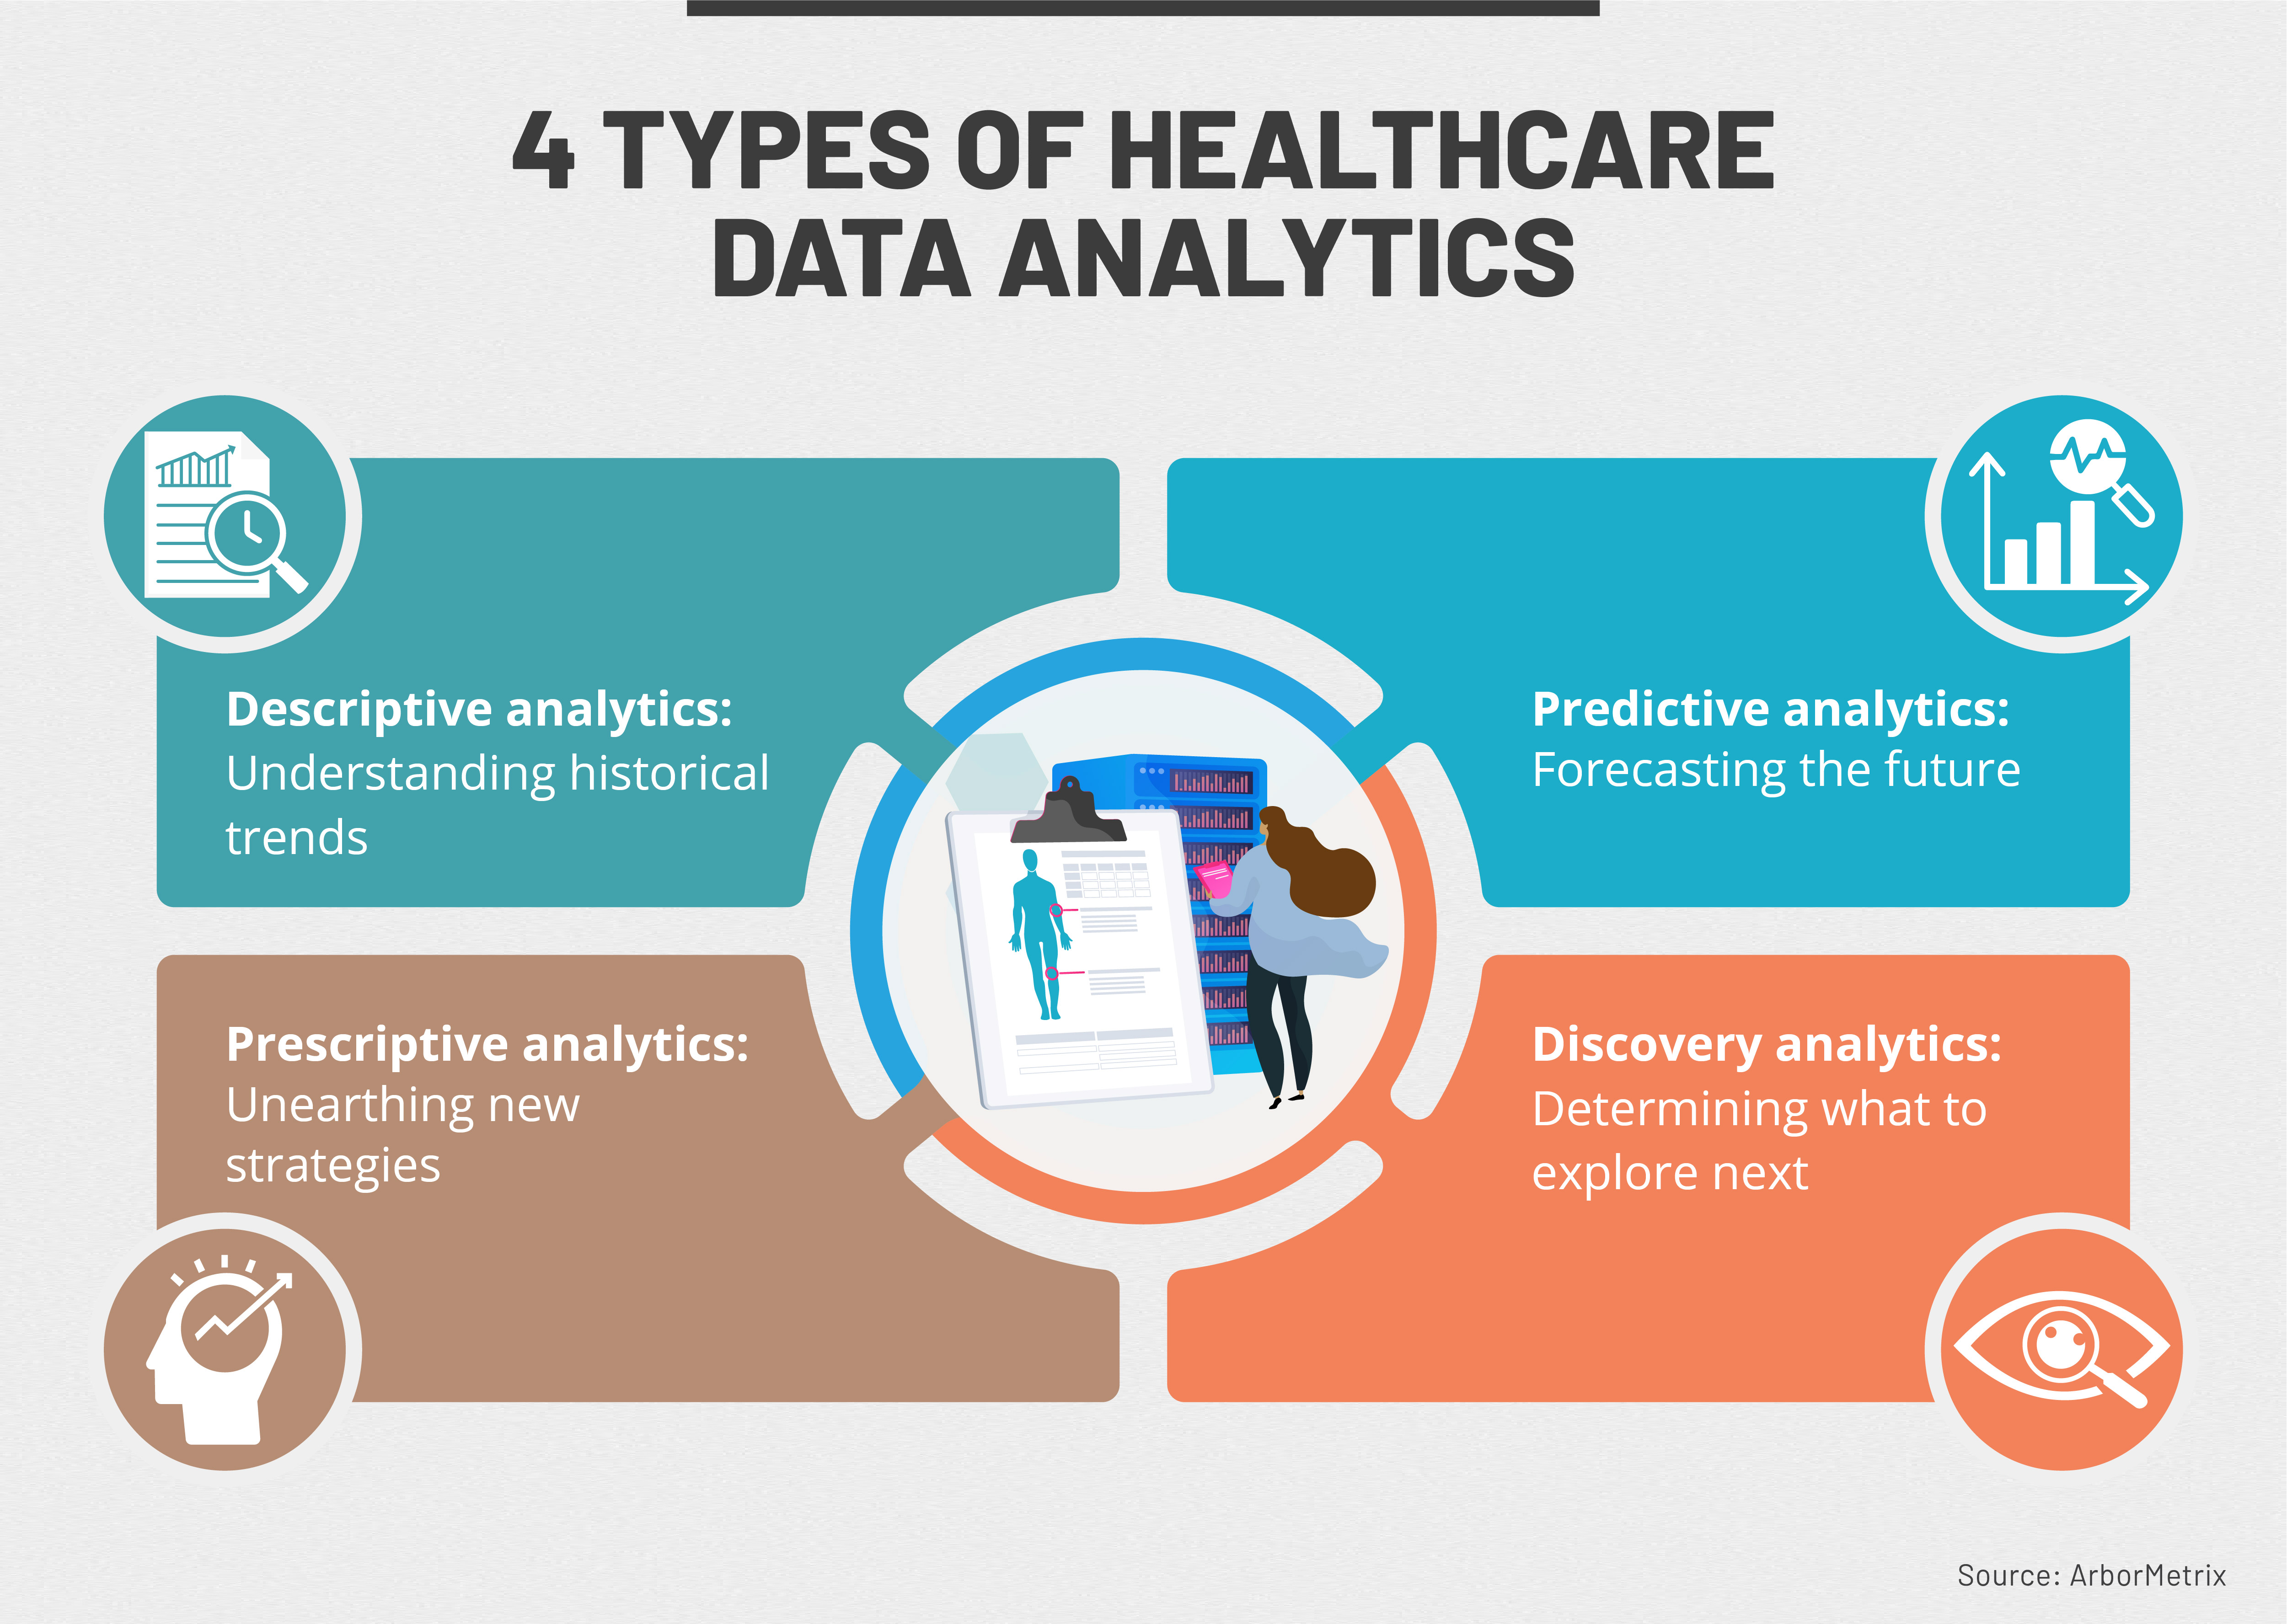 4 TYPES OF HEALTHCARE
DATA ANALYTICS
Descriptive analytics:
Understanding historical
trends
Predictive analytics:
Forecasting the future
Prescriptive analytics:
Unearthing new
strategies
Discovery analytics:
Determining what to
explore next
Source: ArborMetrix